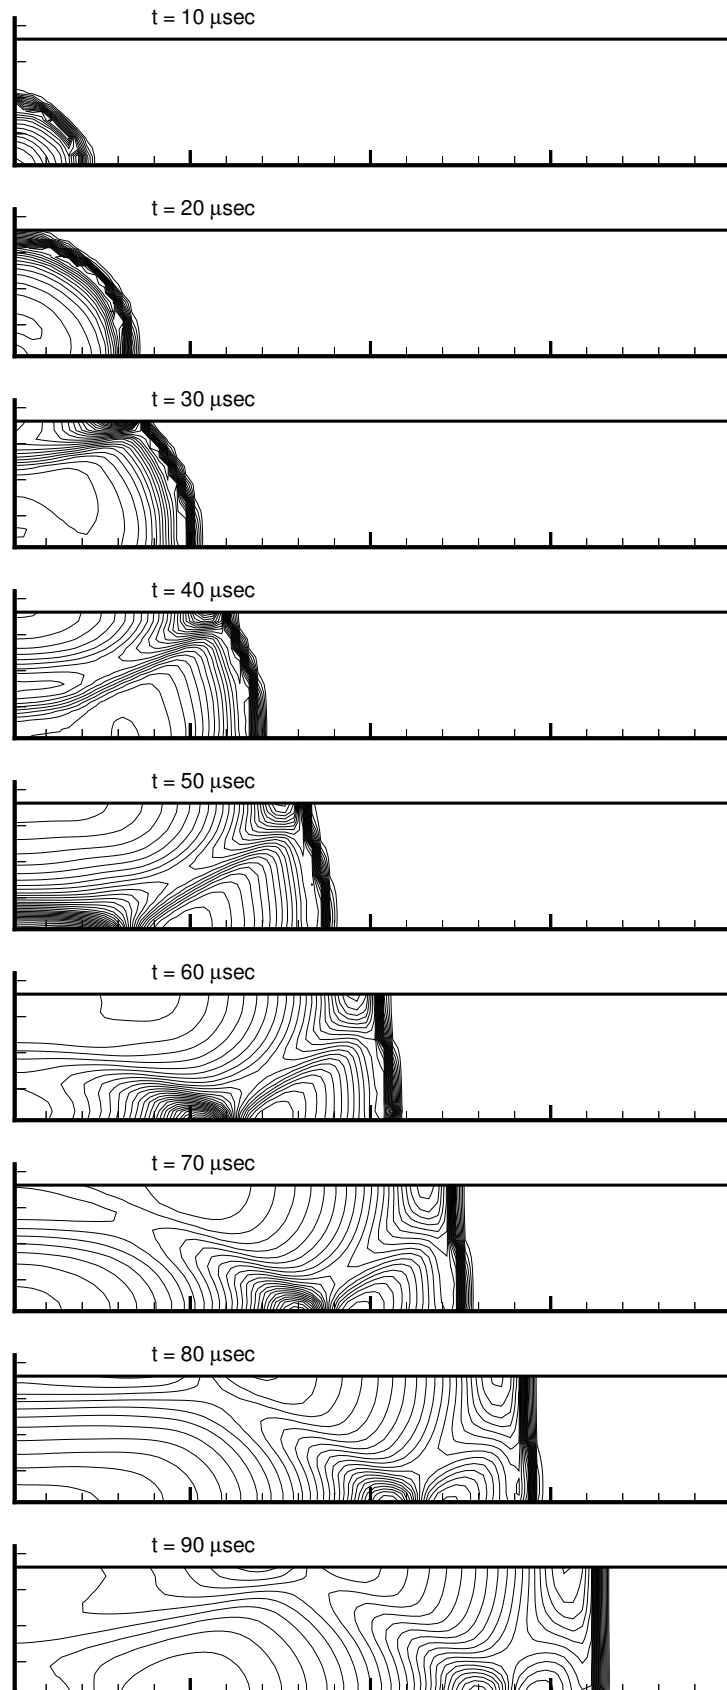 t = 10 μsec
t = 20 μsec
t = 30 μsec
t = 40 μsec
t = 50 μsec
t = 60 μsec
t = 70 μsec
t = 80 μsec
t = 90 μsec